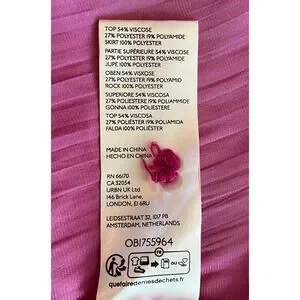 TOP 54% VISCOSE
27% POLYESTER 19% POLYAMIDE
SKIRT 100% POLYESTER
PARTIE SUPÉRIEURE 54% VISCOSE
27% POLYESTER 19% POLYAMIDE
JUPE 100% POLYESTER
OBEN 54% VISKOSE
27% POLYESTER 19% POLYAMID
ROCK 100% POLYESTER
SUPERIORE 54% VISCOSA
27% POLIESTERE 19% POLIAMMIDE
GONNA 100% POLIESTERE
TOP 54% VISCOSA
27% POLIÉSTER 19% POLIAMIDA
FALDA 100% POLIÉSTER
MADE IN CHINA
HECHO EN CHINA
RN 66170
CA 32054
URBN UK Ltd.
146 Brick Lane,
LONDON, E1 6RU
LEIDSESTRAAT 32, 1017 PB
AMSTERDAM, NETHERLANDS
OB1755964
FR
OU
quefairedemesdechets.fr